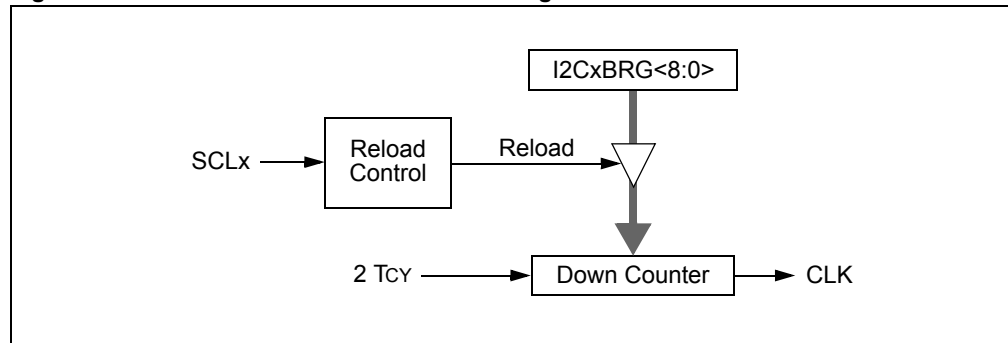 I2CxBRG<8:0>
SCLx
Reload
Control
Reload
2 TCY
Down Counter
CLK